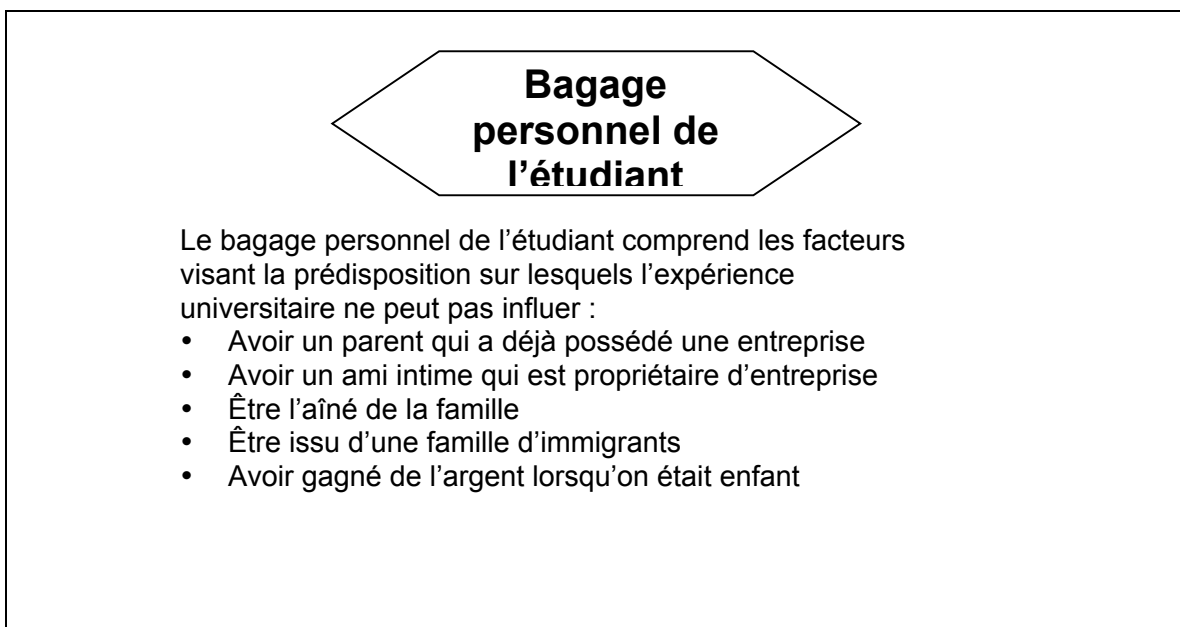 Bagage
personnel de
l’étudiant
Le bagage personnel de l’étudiant comprend les facteurs
visant la prédisposition sur lesquels l’expérience
universitaire ne peut pas influer :
• Avoir un parent qui a déjà possédé une entreprise
• Avoir un ami intime qui est propriétaire d’entreprise
• Être l’aîné de la famille
• Être issu d’une famille d’immigrants
• Avoir gagné de l’argent lorsqu’on était enfant